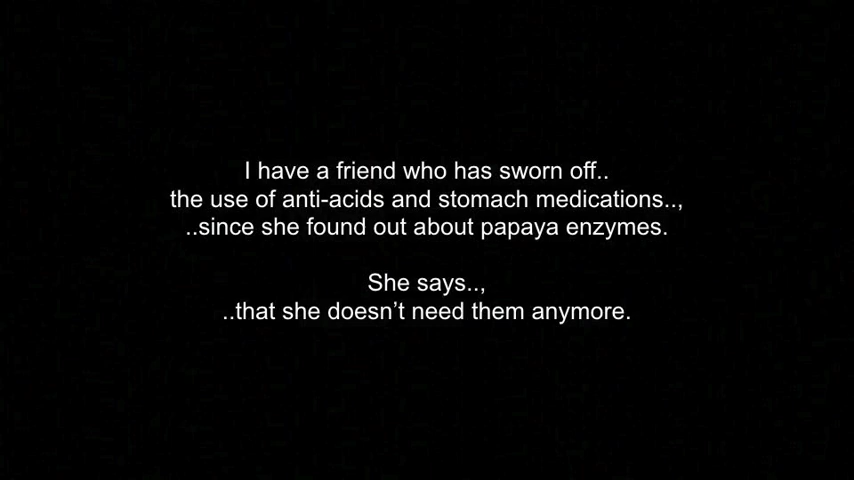 I have a friend who has sworn off..
the use of anti-acids and stomach medications..,
..since she found out about papaya enzymes.
She says..,
..that she doesn’t need them anymore.